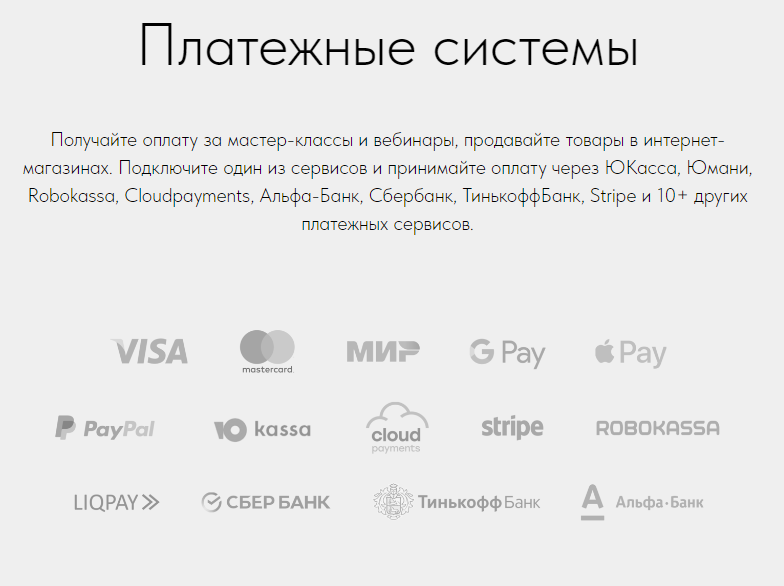 Платежные системы
Получайте оплату за мастер-классы и вебинары, продавайте товары в интернет-
магазинах. Подключите один из сервисов и принимайте оплату через ЮКасса, Юмани,
Robokassa, Cloudpayments, Альфа-Банк, Сбербанк, ТинькоффБанк, Stripe и 10+ других
платежных сервисов.
VISA mastercard. МИР G Pay Pay
PayPal Ю kassa cloud payments stripe ROBOKASSA
LIQPAY СБЕР БАНК Тинькофф Банк А Альфа·Банк